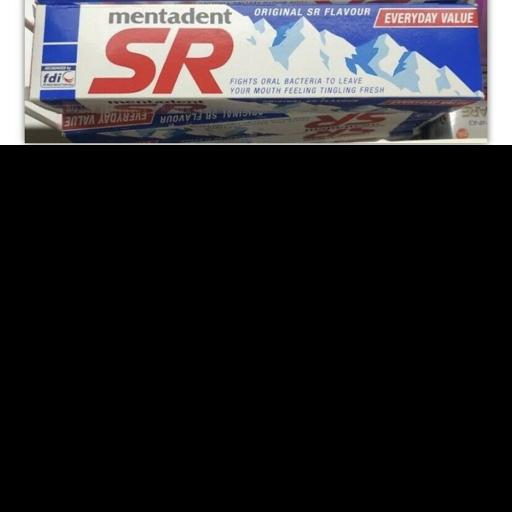 mentadent
SR
ORIGINAL SR FLAVOUR
EVERYDAY VALUE
FIGHTS ORAL BACTERIA TO LEAVE
YOUR MOUTH FEELING TINGLING FRESH
fdi
mentadent
EVERYDAY VALUE
ORIGINAL SR FLAVOUR